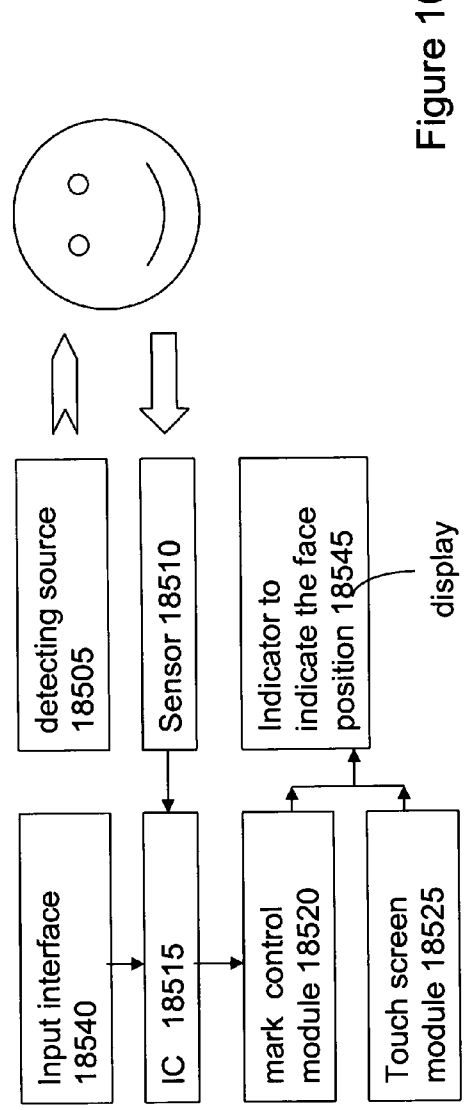 Input interface
18540
detecting source
18505
IC 18515
Sensor 18510
mark control
module 18520
Indicator to
indicate the face
position 18545
Touch screen
module 18525
display
Figure